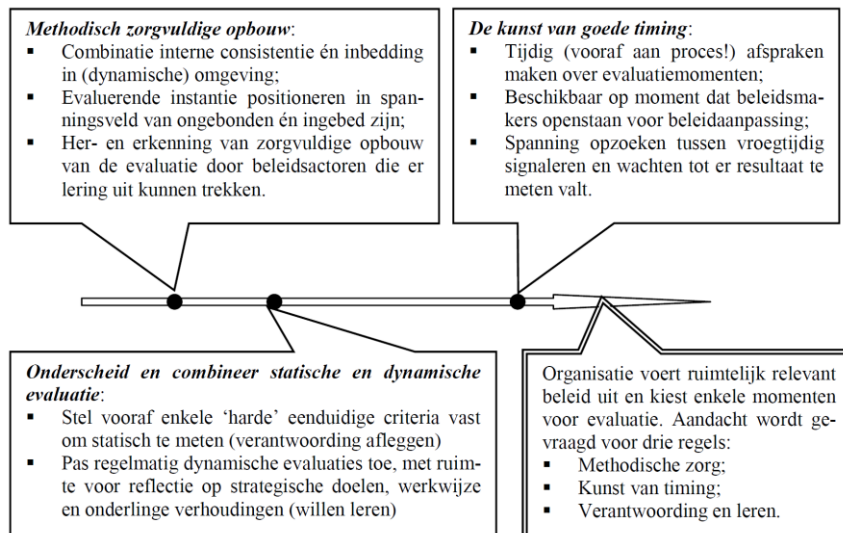 Methodisch zorgvuldige opbouw:
▪ Combinatie interne consistentie én inbedding
in (dynamische) omgeving;
▪ Evaluerende instantie positioneren in span-
ningsveld van ongebonden én ingebed zijn;
▪ Her- en erkenning van zorgvuldige opbouw
van de evaluatie door beleidsactoren die er
lering uit kunnen trekken.
De kunst van goede timing:
▪ Tijdig (vooraf aan proces!) afspraken
maken over evaluatiemomenten;
▪ Beschikbaar op moment dat beleidsma-
kers openstaan voor beleidaanpassing;
▪ Spanning opzoeken tussen vroegtijdig
signaleren en wachten tot er resultaat te
meten valt.
Onderscheid en combineer statische en dynamische
evaluatie:
▪ Stel vooraf enkele ‘harde’ eenduidige criteria vast
om statisch te meten (verantwoording afleggen)
▪ Pas regelmatig dynamische evaluaties toe, met ruim-
te voor reflectie op strategische doelen, werkwijze
en onderlinge verhoudingen (willen leren)
Organisatie voert ruimtelijk relevant
beleid uit en kiest enkele momenten
voor evaluatie. Aandacht wordt ge-
vraagd voor drie regels:
▪ Methodische zorg;
▪ Kunst van timing;
▪ Verantwoording en leren.